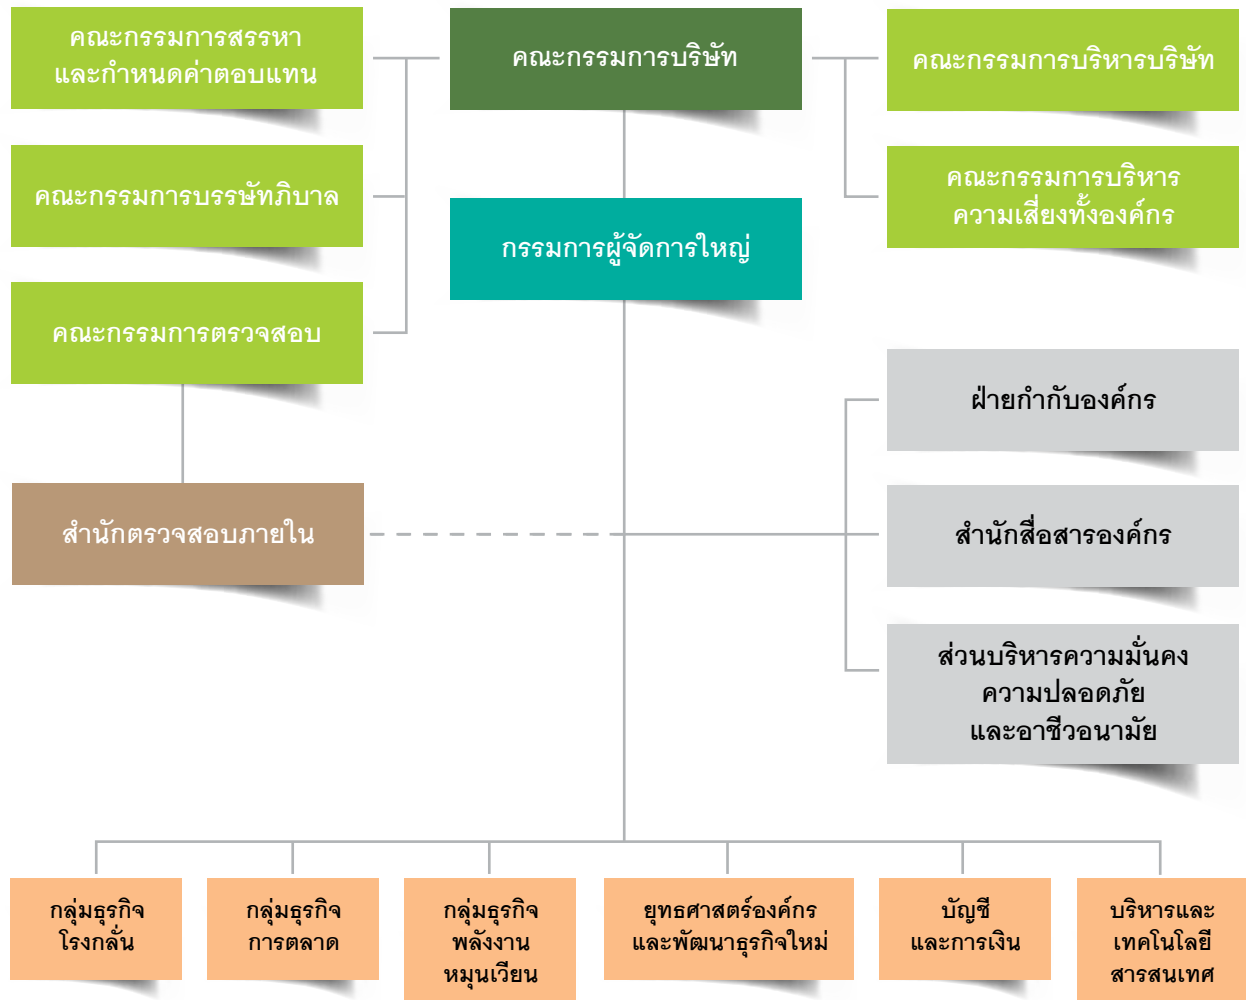 คณะกรรมการสรรหา
และกำหนดค่าตอบแทน
คณะกรรมการบริษัท
คณะกรรมการบริหารบริษัท
คณะกรรมการบรรษัทภิบาล
คณะกรรมการบริหาร
ความเสี่ยงทั้งองค์กร
กรรมการผู้จัดการใหญ่
คณะกรรมการตรวจสอบ
ฝ่ายกำกับองค์กร
สำนักตรวจสอบภายใน
สำนักสื่อสารองค์กร
ส่วนบริหารความมั่นคง
ความปลอดภัย
และอาชีวอนามัย
กลุ่มธุรกิจ
โรงกลั่น
กลุ่มธุรกิจ
การตลาด
กลุ่มธุรกิจ
พลังงาน
หมุนเวียน
ยุทธศาสตร์องค์กร
และพัฒนาธุรกิจใหม่
บัญชี
และการเงิน
บริหารและ
เทคโนโลยี
สารสนเทศ